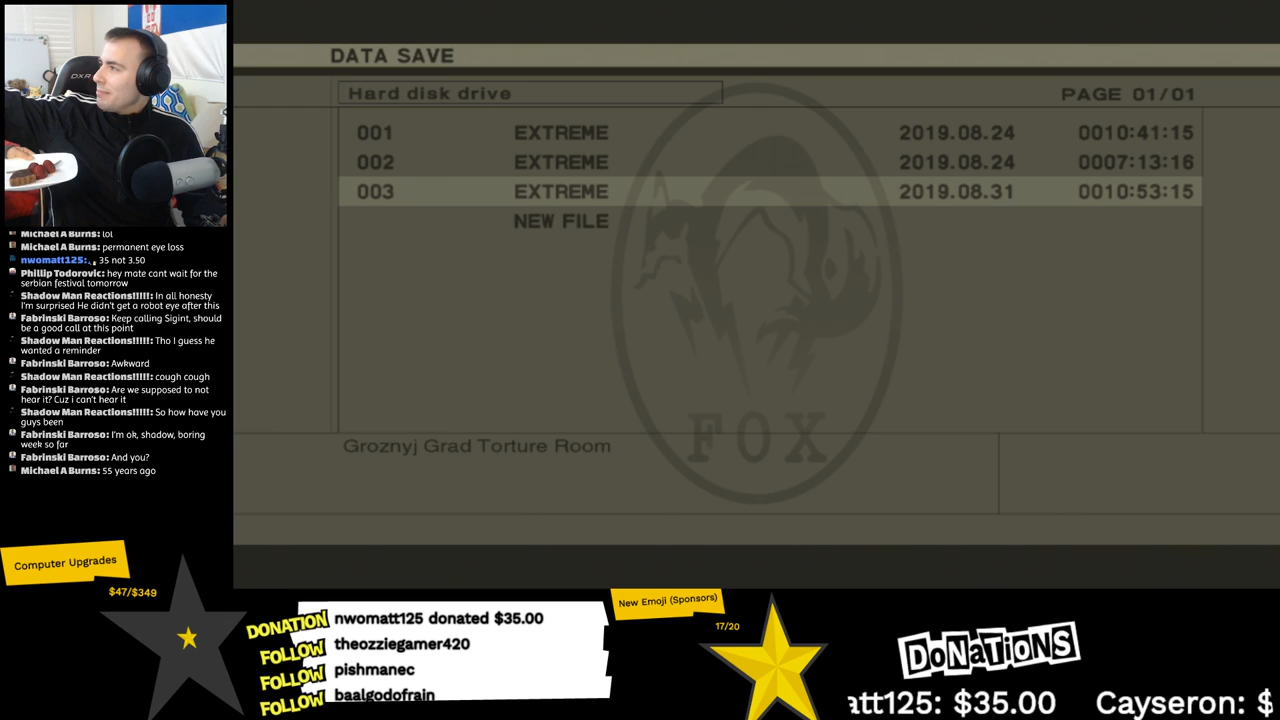 DXR
Michael A Burns: lol
Michael A Burns: permanent eye loss
nwomatt125: 35 not 3.50
Phillip Todorovic: hey mate cant wait for the
serbian festival tomorrow
Shadow Man Reactions!!!!!: In all honesty
I'm surprised He didn't get a robot eye after this
Fabrinski Barroso: Keep calling Sigint, should
be a good call at this point
Shadow Man Reactions!!!!!: Tho I guess he
wanted a reminder
Fabrinski Barroso: Awkward
Shadow Man Reactions!!!!!: cough cough
Fabrinski Barroso: Are we supposed to not
hear it? Cuz i can't hear it
Shadow Man Reactions!!!!!: So how have you
guys been
Fabrinski Barroso: I'm ok, shadow, boring
week so far
Fabrinski Barroso: And you?
Michael A Burns: 55 years ago
DATA SAVE
Hard disk drive PAGE 01/01
001 EXTREME 2019.08.24 0010:41:15
002 EXTREME 2019.08.24 0007:13:16
003 EXTREME 2019.08.31 0010:53:15
NEW FILE
FOX
Groznyj Grad Torture Room
Computer Upgrades
$47/$349
DONATION nwomatt125 donated $35.00
FOLLOW theozziegamer420
FOLLOW pishmanec
FOLLOW baalgodofrain
New Emoji (Sponsors)
17/20
DoNaTioNS
att125: $35.00 Cayseron: $